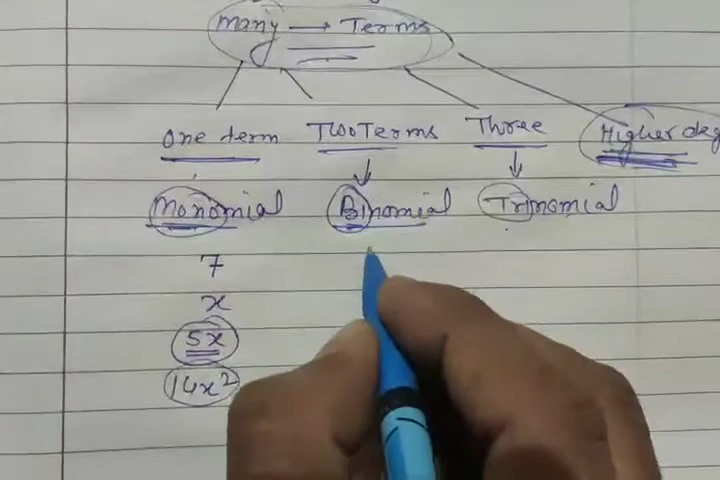 many → Terms
One term Two Terms Three Higher deg
Monomial Binomial Trinomial
7
x
5x
14x²